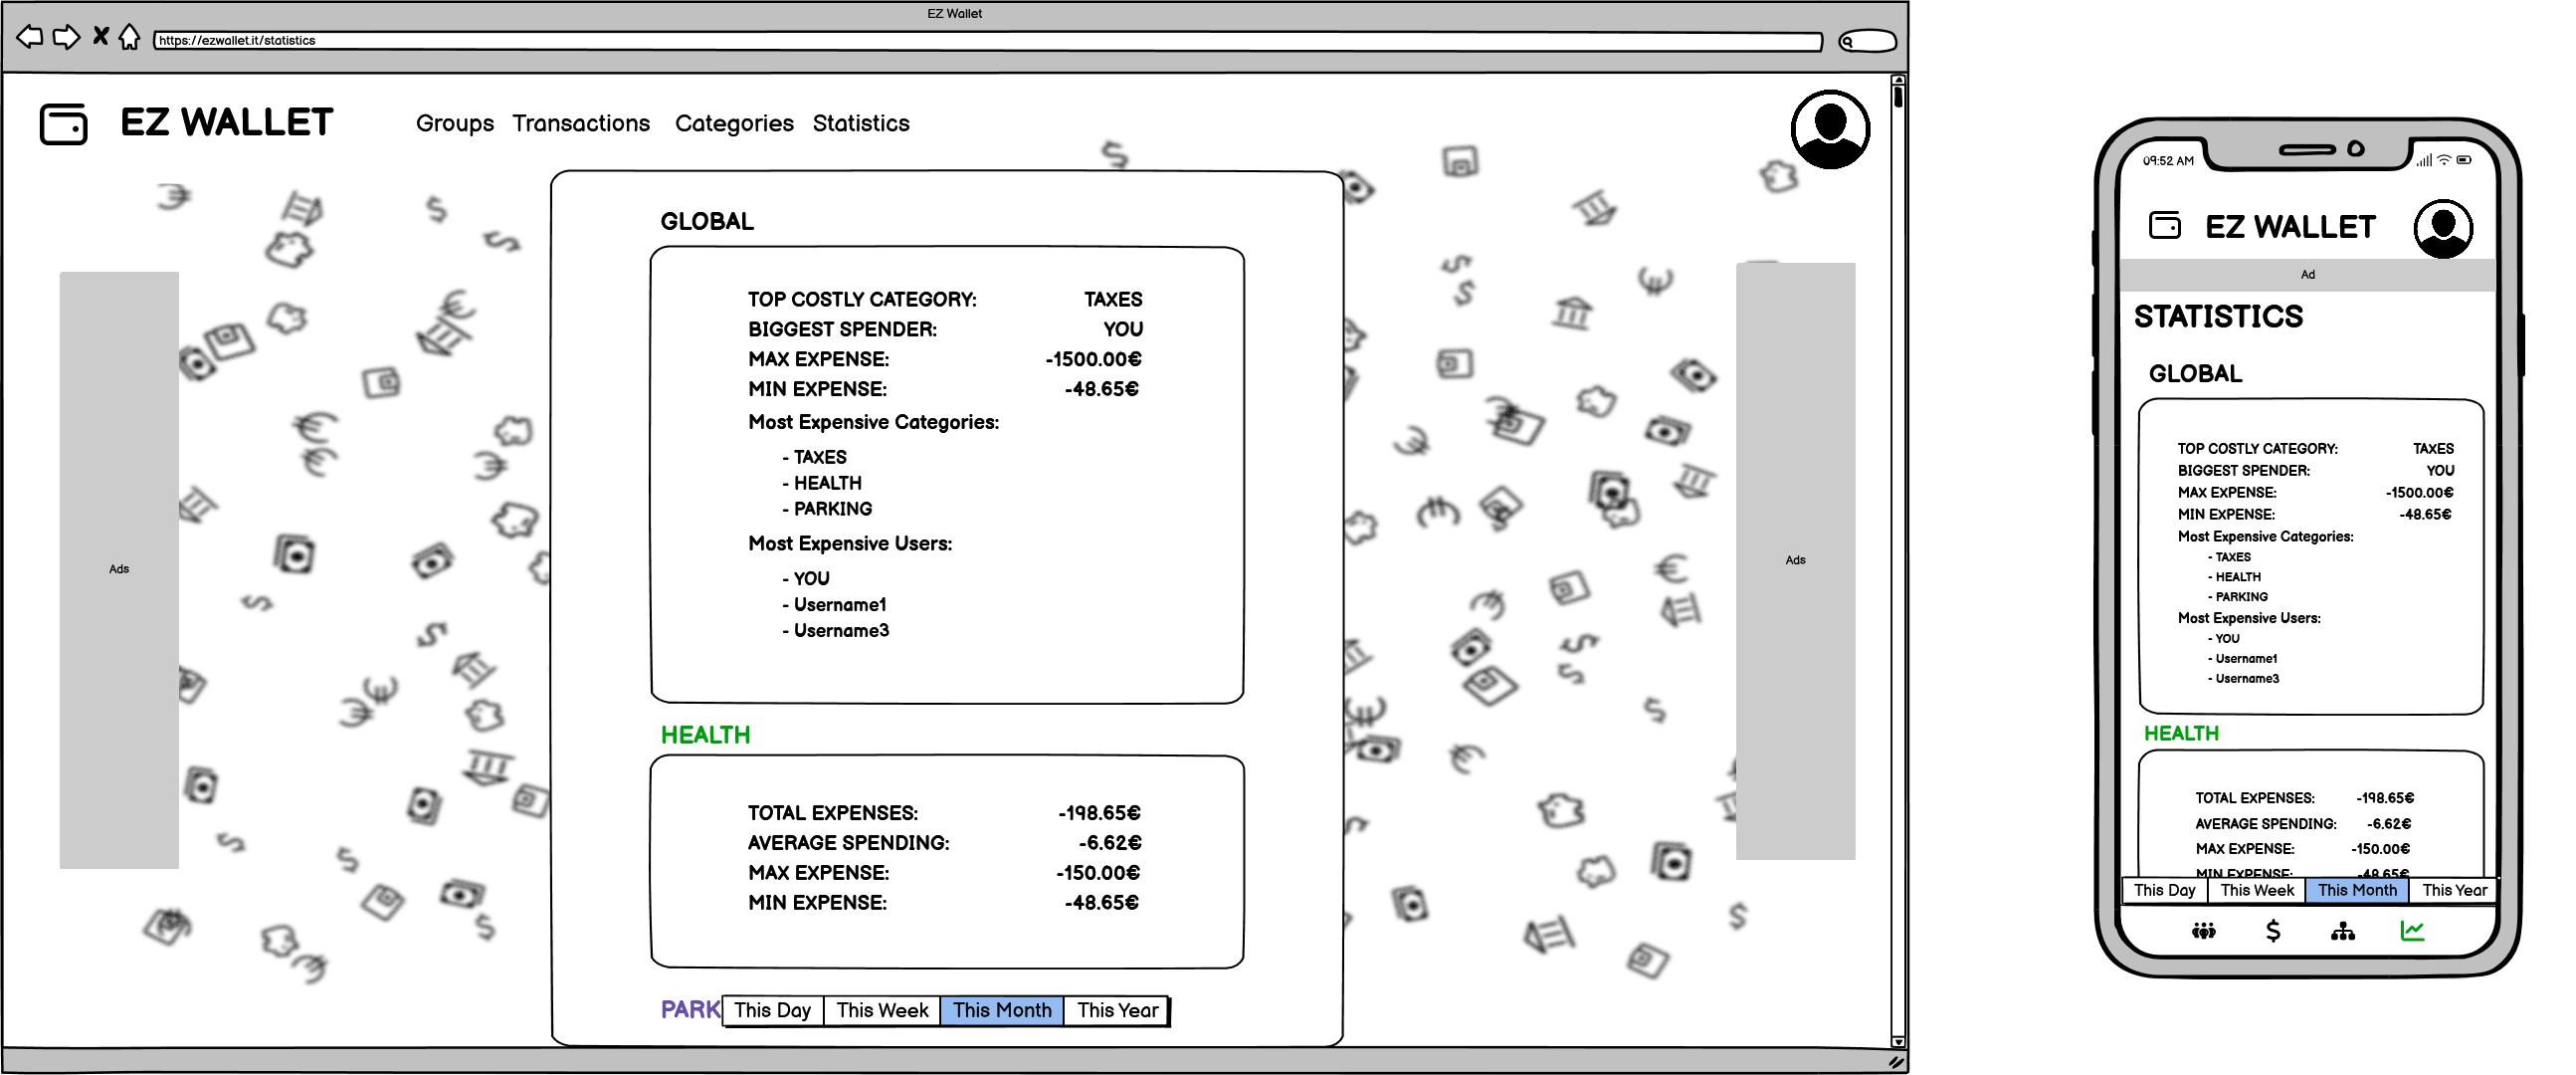 EZ Wallet
https://ezwallet.it/statistics
EZ WALLET
Groups Transactions Categories Statistics
GLOBAL
TOP COSTLY CATEGORY: TAXES
BIGGEST SPENDER: YOU
MAX EXPENSE: -1500.00€
MIN EXPENSE: -48.65€
Most Expensive Categories:
- TAXES
- HEALTH
- PARKING
Most Expensive Users:
- YOU
- Username1
- Username3
HEALTH
TOTAL EXPENSES: -198.65€
AVERAGE SPENDING: -6.62€
MAX EXPENSE: -150.00€
MIN EXPENSE: -48.65€
PARK
This Day This Week This Month This Year
Ads
Ads
09:52 AM
EZ WALLET
Ad
STATISTICS
GLOBAL
TOP COSTLY CATEGORY: TAXES
BIGGEST SPENDER: YOU
MAX EXPENSE: -1500.00€
MIN EXPENSE: -48.65€
Most Expensive Categories:
- TAXES
- HEALTH
- PARKING
Most Expensive Users:
- YOU
- Username1
- Username3
HEALTH
TOTAL EXPENSES: -198.65€
AVERAGE SPENDING: -6.62€
MAX EXPENSE: -150.00€
MIN EXPENSE: -48.65€
This Day This Week This Month This Year